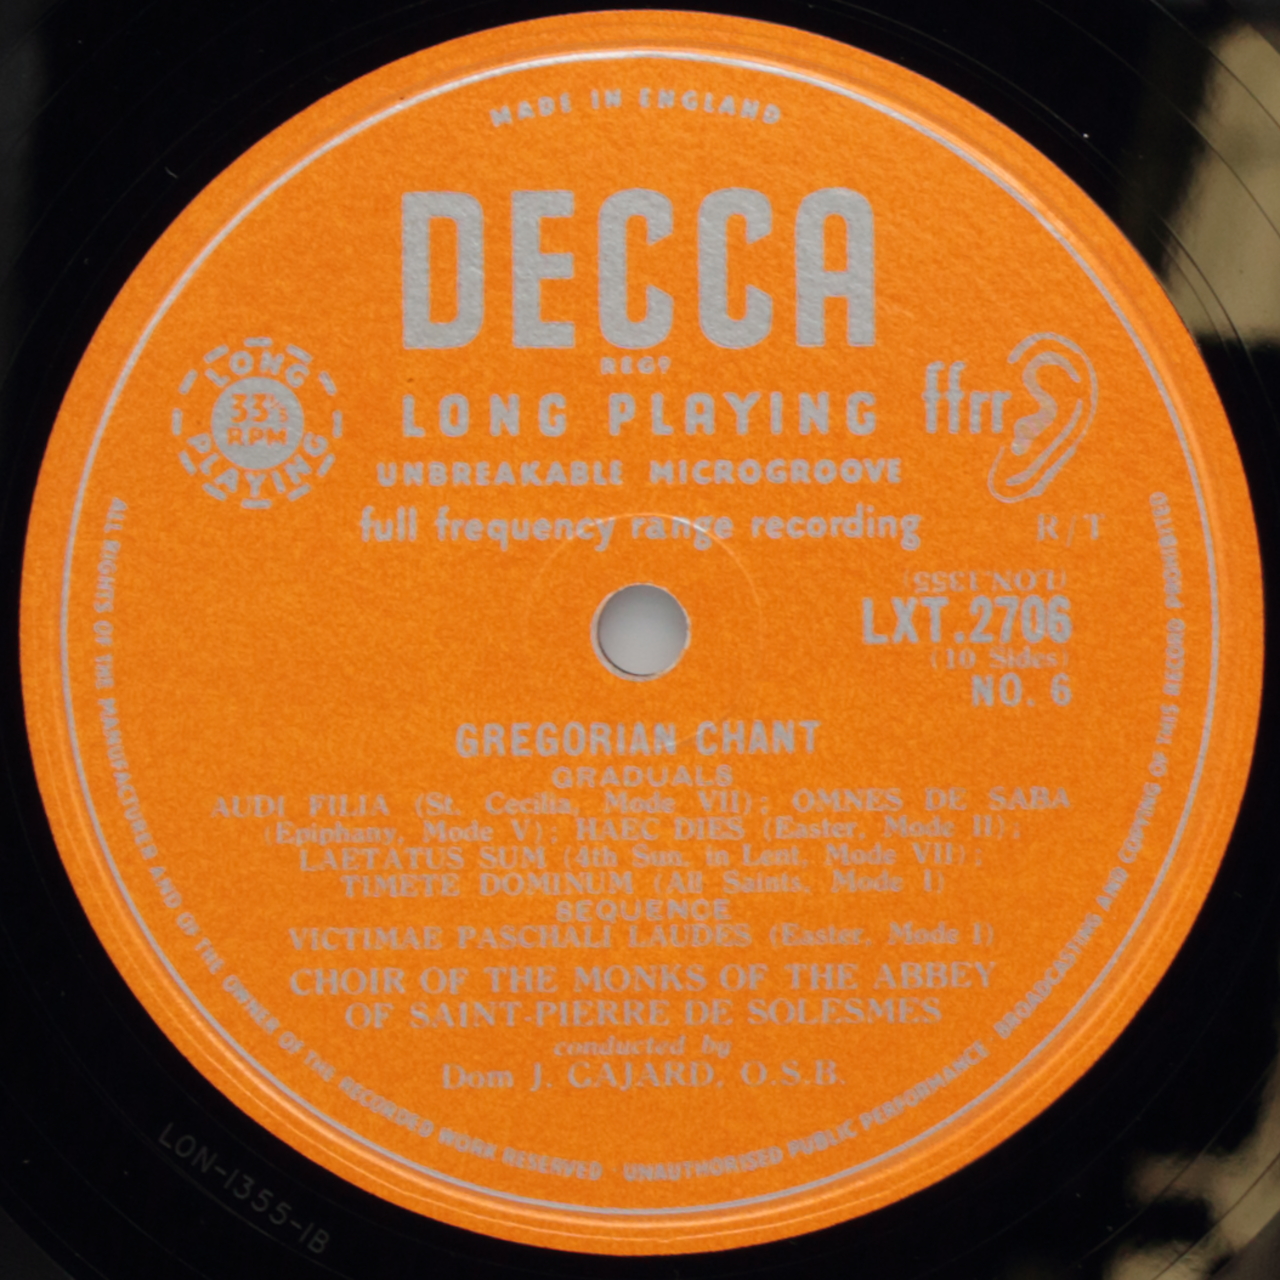 MADE IN ENGLAND
DECCA
REGD
LONG PLAYING
33⅓
RPM
LONG PLAYING
ffrr
UNBREAKABLE MICROGROOVE
full frequency range recording
R/T
(LON.1355)
LXT.2706
(10 Sides)
NO. 6
GREGORIAN CHANT
GRADUALS
AUDI FILIA (St. Cecilia, Mode VII); OMNES DE SABA
(Epiphany, Mode V); HAEC DIES (Easter, Mode II);
LAETATUS SUM (4th Sun. in Lent, Mode VII);
TIMETE DOMINUM (All Saints, Mode I)
SEQUENCE
VICTIMAE PASCHALI LAUDES (Easter, Mode I)
CHOIR OF THE MONKS OF THE ABBEY
OF SAINT-PIERRE DE SOLESMES
conducted by
Dom J. CAJARD, O.S.B.
ALL RIGHTS OF THE MANUFACTURER AND OF THE OWNER OF THE RECORDED WORK RESERVED UNAUTHORISED PUBLIC PERFORMANCE BROADCASTING AND COPYING OF THIS RECORD PROHIBITED
LON-1355-1B